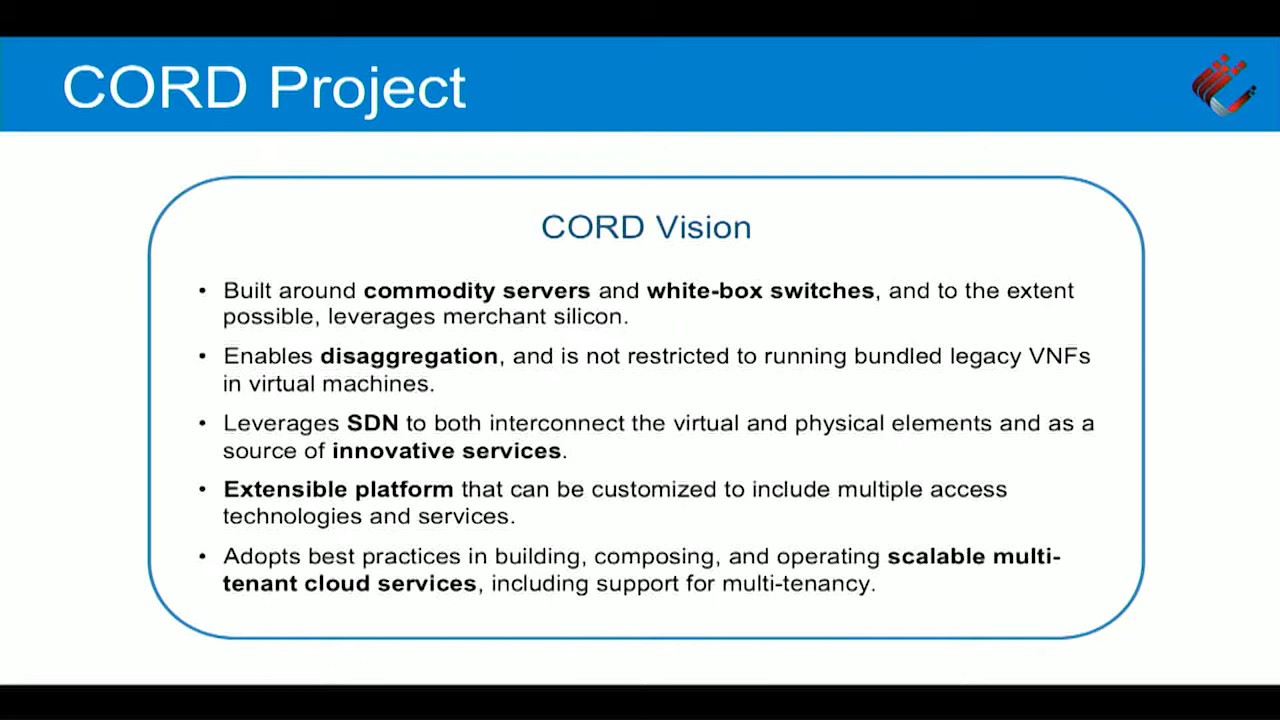 CORD Project
CORD Vision
• Built around commodity servers and white-box switches, and to the extent
possible, leverages merchant silicon.
• Enables disaggregation, and is not restricted to running bundled legacy VNFs
in virtual machines.
• Leverages SDN to both interconnect the virtual and physical elements and as a
source of innovative services.
• Extensible platform that can be customized to include multiple access
technologies and services.
• Adopts best practices in building, composing, and operating scalable multi-
tenant cloud services, including support for multi-tenancy.